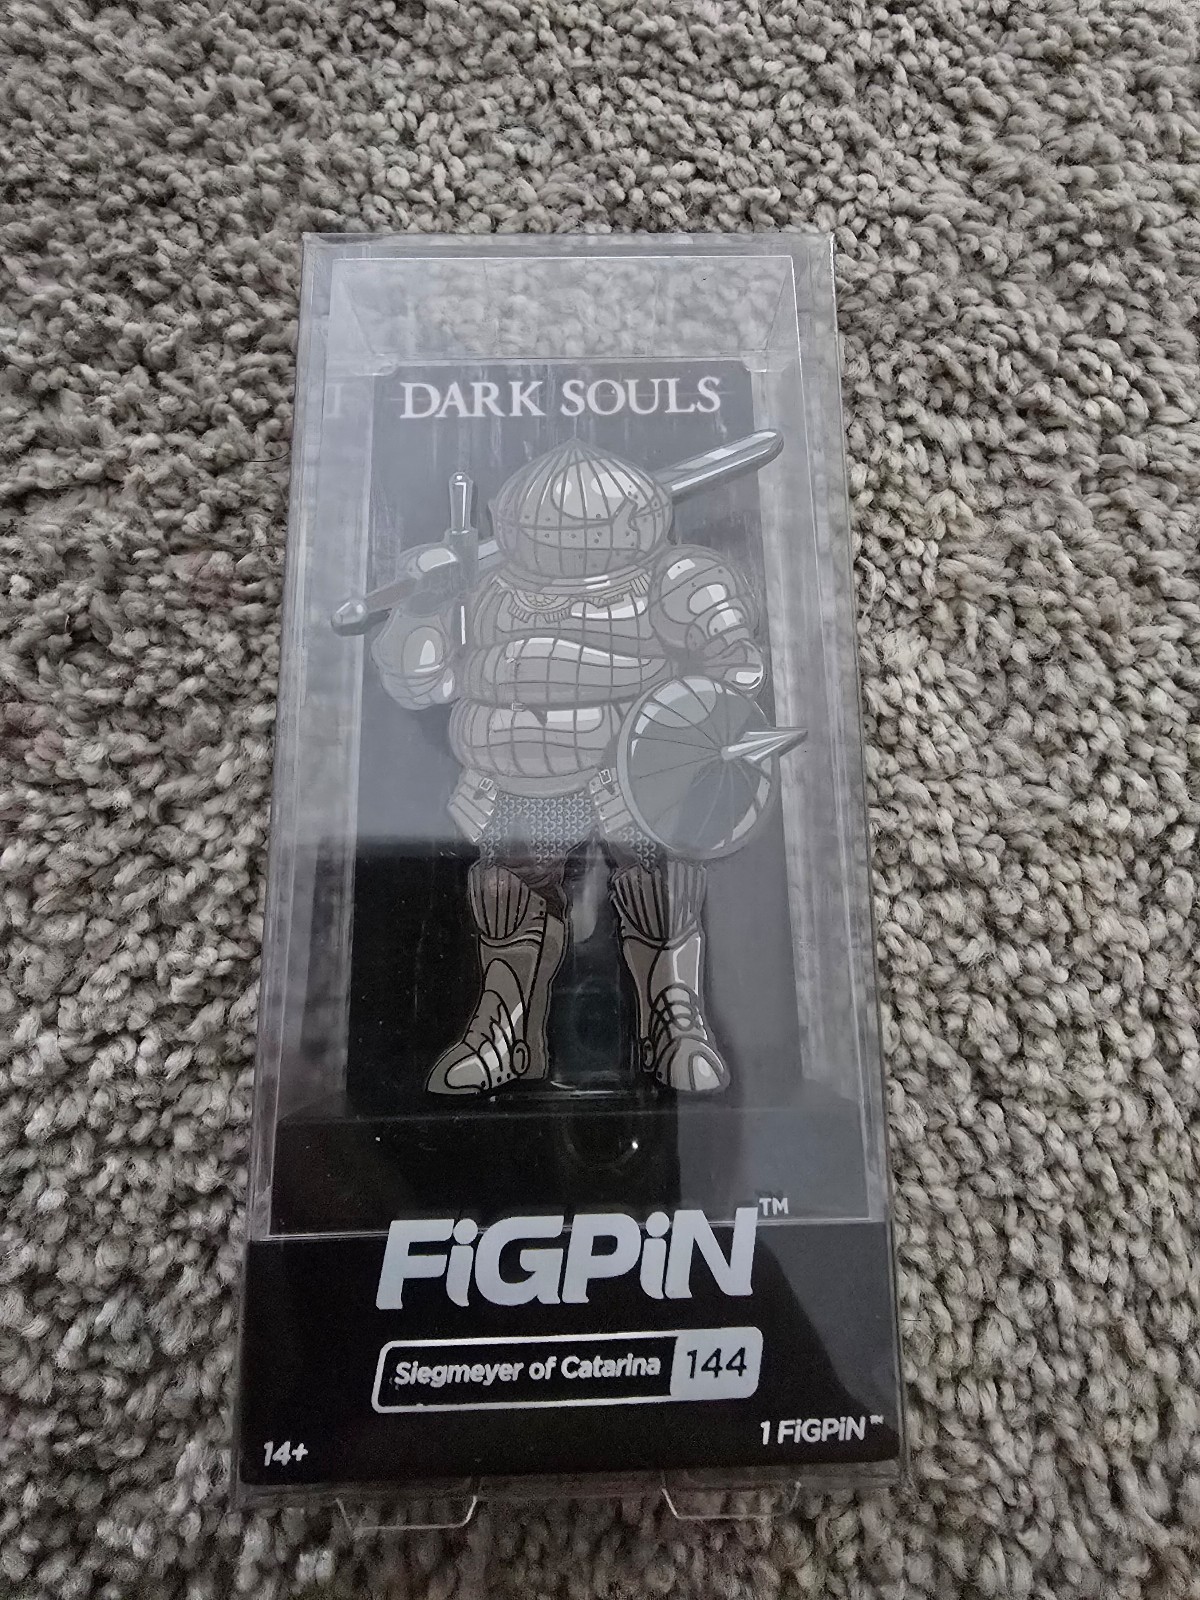 DARK SOULS
FiGPiN™
Siegmeyer of Catarina 144
14+
1 FiGPiN™